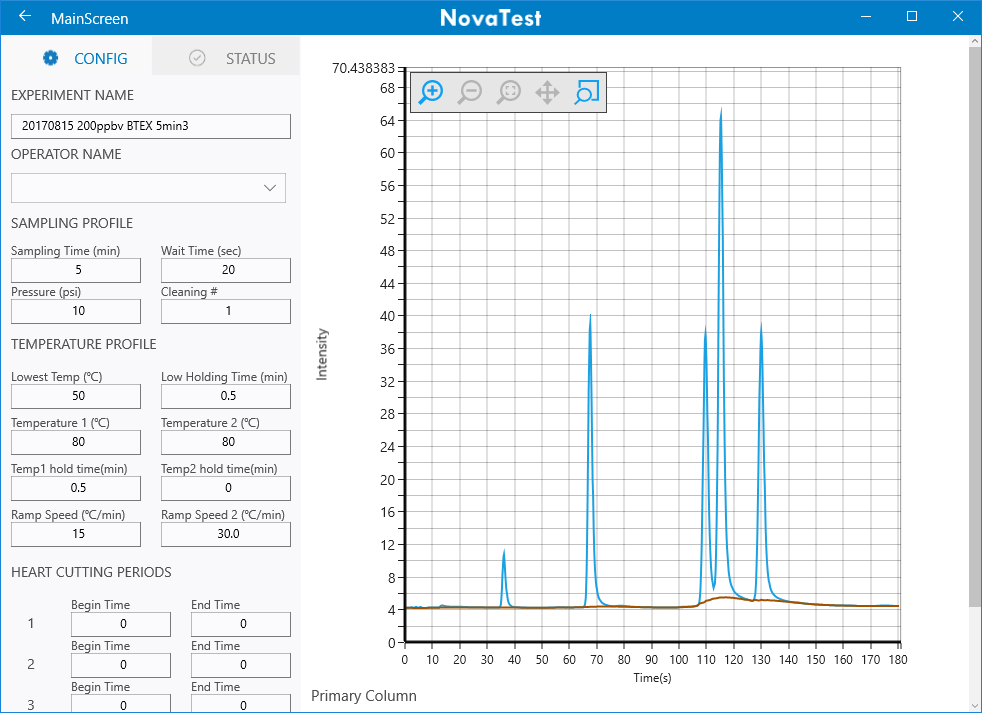 MainScreen
NovaTest
CONFIG
STATUS
EXPERIMENT NAME
20170815 200ppbv BTEX 5min3
OPERATOR NAME
SAMPLING PROFILE
Sampling Time (min) Wait Time (sec)
5 20
Pressure (psi) Cleaning #
10 1
TEMPERATURE PROFILE
Lowest Temp (℃) Low Holding Time (min)
50 0.5
Temperature 1 (℃) Temperature 2 (℃)
80 80
Temp1 hold time(min) Temp2 hold time(min)
0.5 0
Ramp Speed (℃/min) Ramp Speed 2 (℃/min)
15 30.0
HEART CUTTING PERIODS
Begin Time End Time
1 0 0
Begin Time End Time
2 0 0
Begin Time End Time
3 0 0
70.438383
68
64
60
56
52
48
44
40
36
32
28
24
20
16
12
8
4
0
Intensity
0 10 20 30 40 50 60 70 80 90 100 110 120 130 140 150 160 170 180
Time(s)
Primary Column